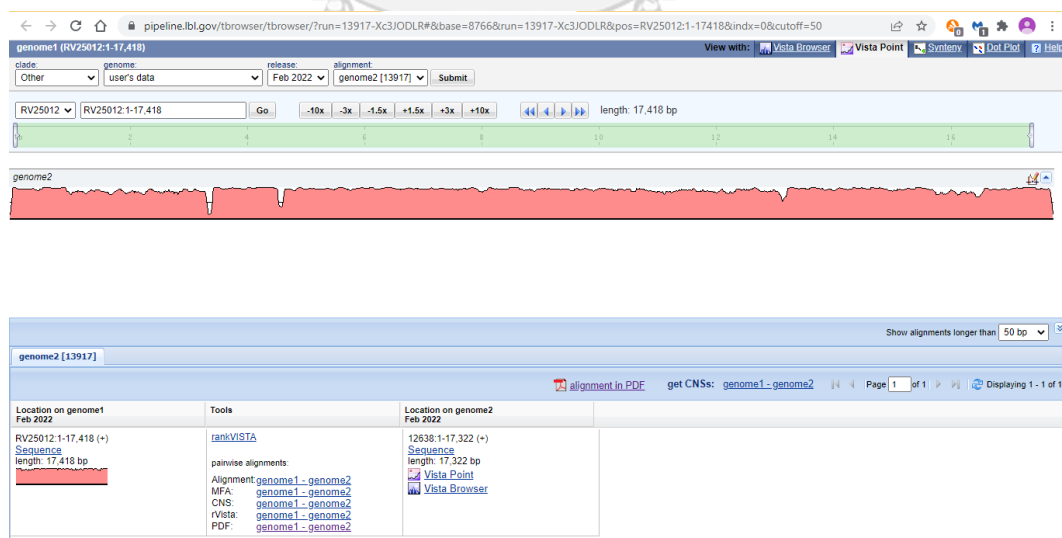 pipeline.lbl.gov/tbrowser/tbrowser/?run=13917-Xc3JODLR#&base=8766&run=13917-Xc3JODLR&pos=RV25012:1-17418&indx=0&cutoff=50
genome1 (RV25012:1-17,418) View with: Vista Browser Vista Point Synteny Dot Plot Help
clade: genome: release: alignment:
Other user's data Feb 2022 genome2 [13917] Submit
RV25012 RV25012:1-17,418 Go -10x -3x -1.5x +1.5x +3x +10x length: 17,418 bp
2 4 6 8 10 12 14 16
genome2
Show alignments longer than 50 bp
genome2 [13917]
alignment in PDF get CNSs: genome1 - genome2 Page 1 of 1 Displaying 1 - 1 of 1
Location on genome1 Tools Location on genome2
Feb 2022 Feb 2022
RV25012:1-17,418 (+) rankVISTA 12638:1-17,322 (+)
Sequence Sequence
length: 17,418 bp pairwise alignments: length: 17,322 bp
Alignment: genome1 - genome2 Vista Point
MFA: genome1 - genome2 Vista Browser
CNS: genome1 - genome2
rVista: genome1 - genome2
PDF: genome1 - genome2